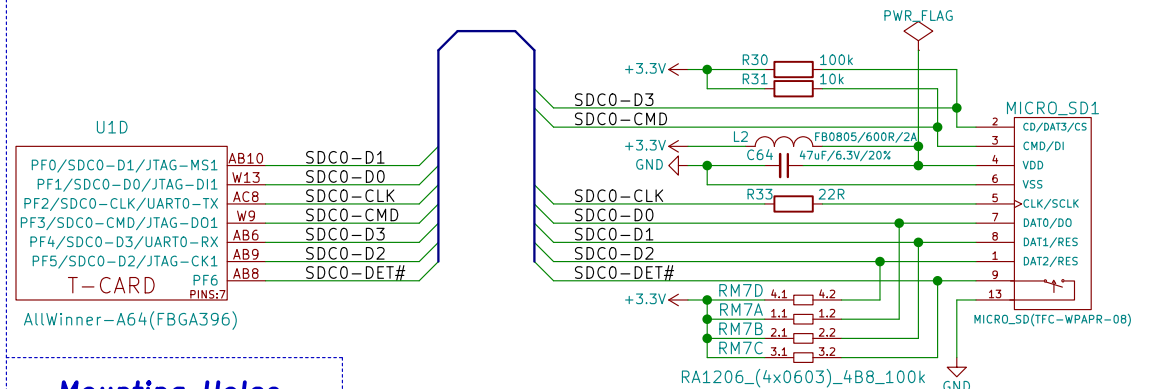 PWR_FLAG
+3.3V R30 100k
R31 10k
SDC0-D3
SDC0-CMD
MICRO_SD1
2 CD/DAT3/CS
3 CMD/DI
+3.3V L2 FB0805/600R/2A
GND C64 47uF/6.3V/20%
4 VDD
6 VSS
SDC0-CLK R33 22R 5 CLK/SCLK
SDC0-D0 7 DAT0/DO
SDC0-D1 8 DAT1/RES
SDC0-D2 1 DAT2/RES
SDC0-DET# 9
13
+3.3V RM7D 4.1 4.2
RM7A 1.1 1.2
RM7B 2.1 2.2
RM7C 3.1 3.2
MICRO_SD(TFC-WPAPR-08)
RA1206_(4x0603)_4B8_100k
GND
U1D
PF0/SDC0-D1/JTAG-MS1 AB10 SDC0-D1
PF1/SDC0-D0/JTAG-DI1 W13 SDC0-D0
PF2/SDC0-CLK/UART0-TX AC8 SDC0-CLK
PF3/SDC0-CMD/JTAG-DO1 W9 SDC0-CMD
PF4/SDC0-D3/UART0-RX AB6 SDC0-D3
PF5/SDC0-D2/JTAG-CK1 AB9 SDC0-D2
PF6 AB8 SDC0-DET#
T-CARD
PINS:7
AllWinner-A64(FBGA396)
Mounting Holes